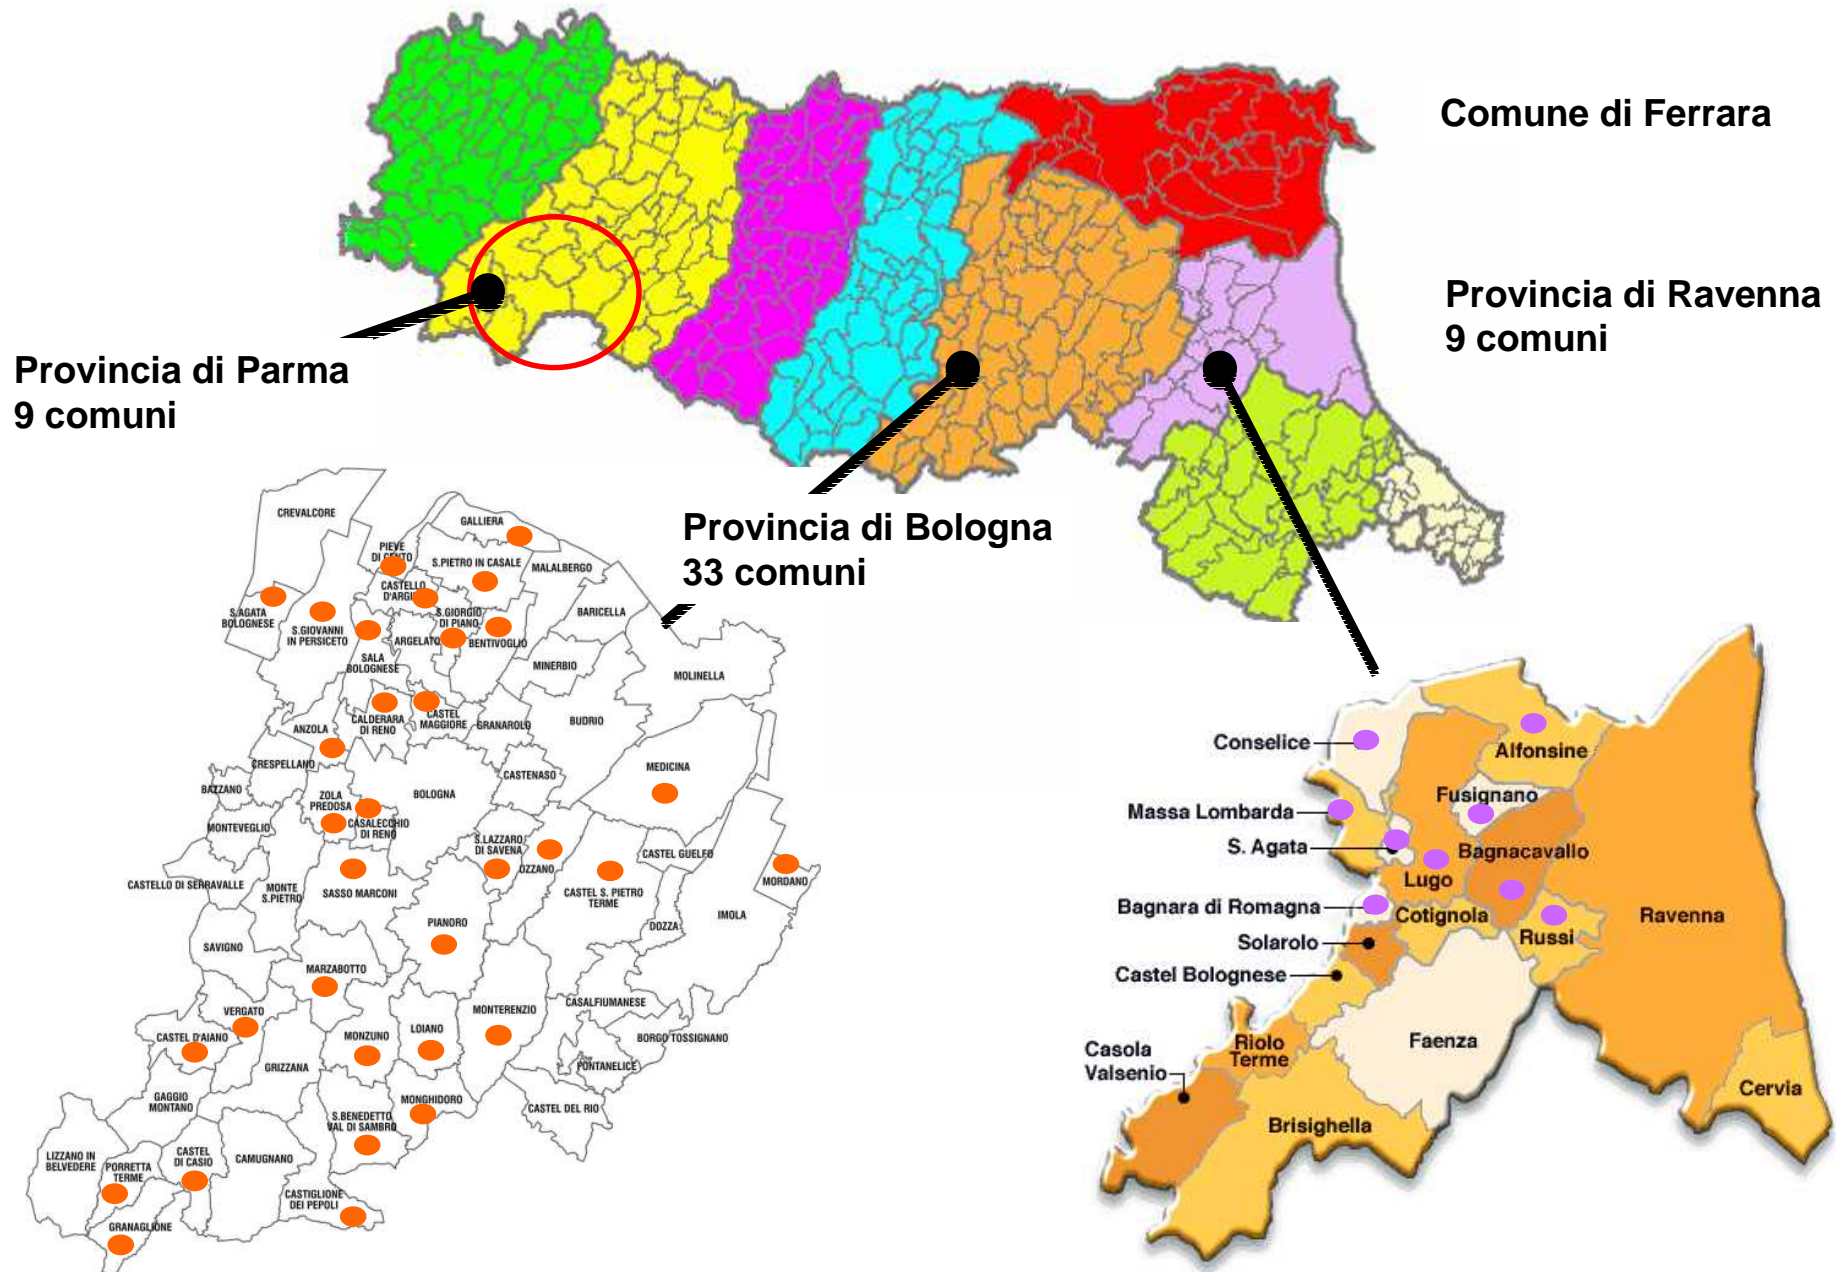 Comune di Ferrara
Provincia di Ravenna
9 comuni
Provincia di Parma
9 comuni
Provincia di Bologna
33 comuni
CREVALCORE
GALLIERA
PIEVE
DI CENTO
S.PIETRO IN CASALE
MALALBERGO
CASTELLO
D'ARGILE
S.AGATA
BOLOGNESE
S.GIOVANNI
IN PERSICETO
S.GIORGIO
DI PIANO
BARICELLA
ARGELATO
BENTIVOGLIO
SALA
BOLOGNESE
MINERBIO
MOLINELLA
CALDERARA
DI RENO
CASTEL
MAGGIORE
GRANAROLO
BUDRIO
ANZOLA
CRESPELLANO
CASTENASO
MEDICINA
BAZZANO
ZOLA
PREDOSA
BOLOGNA
MONTEVEGLIO
CASALECCHIO
DI RENO
S.LAZZARO
DI SAVENA
OZZANO
CASTEL GUELFO
CASTELLO DI SERRAVALLE
MONTE
S.PIETRO
SASSO MARCONI
CASTEL S. PIETRO
TERME
MORDANO
IMOLA
PIANORO
DOZZA
SAVIGNO
MARZABOTTO
VERGATO
MONTERENZIO
CASALFIUMANESE
CASTEL D'AIANO
MONZUNO
LOIANO
BORGO TOSSIGNANO
GRIZZANA
FONTANELICE
GAGGIO
MONTANO
MONGHIDORO
S.BENEDETTO
VAL DI SAMBRO
CASTEL DEL RIO
LIZZANO IN
BELVEDERE
PORRETTA
TERME
CASTEL
DI CASIO
CAMUGNANO
CASTIGLIONE
DEI PEPOLI
GRANAGLIONE
Conselice
Alfonsine
Massa Lombarda
Fusignano
S. Agata
Bagnacavallo
Lugo
Bagnara di Romagna
Cotignola
Ravenna
Solarolo
Russi
Castel Bolognese
Riolo
Terme
Faenza
Casola
Valsenio
Cervia
Brisighella